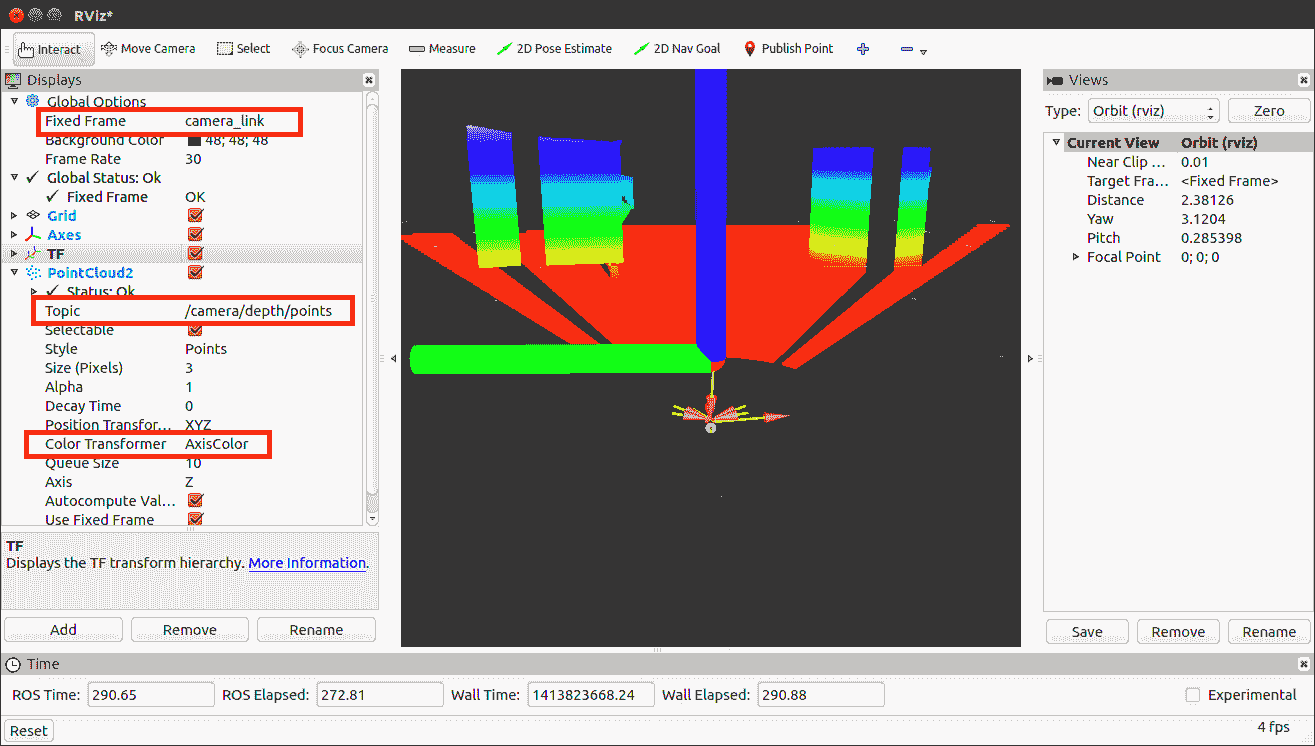 RViz*
Interact Move Camera Select Focus Camera Measure 2D Pose Estimate 2D Nav Goal Publish Point
Displays
Global Options
Fixed Frame camera_link
Background Color 48; 48; 48
Frame Rate 30
Global Status: Ok
Fixed Frame OK
Grid
Axes
TF
PointCloud2
Status: Ok
Topic /camera/depth/points
Selectable
Style Points
Size (Pixels) 3
Alpha 1
Decay Time 0
Position Transfor... XYZ
Color Transformer AxisColor
Queue Size 10
Axis Z
Autocompute Val...
Use Fixed Frame
TF
Displays the TF transform hierarchy. More Information.
Add Remove Rename
Views
Type: Orbit (rviz) Zero
Current View Orbit (rviz)
Near Clip ... 0.01
Target Fra... <Fixed Frame>
Distance 2.38126
Yaw 3.1204
Pitch 0.285398
Focal Point 0; 0; 0
Save Remove Rename
Time
ROS Time: 290.65 ROS Elapsed: 272.81 Wall Time: 1413823668.24 Wall Elapsed: 290.88 Experimental
Reset 4 fps